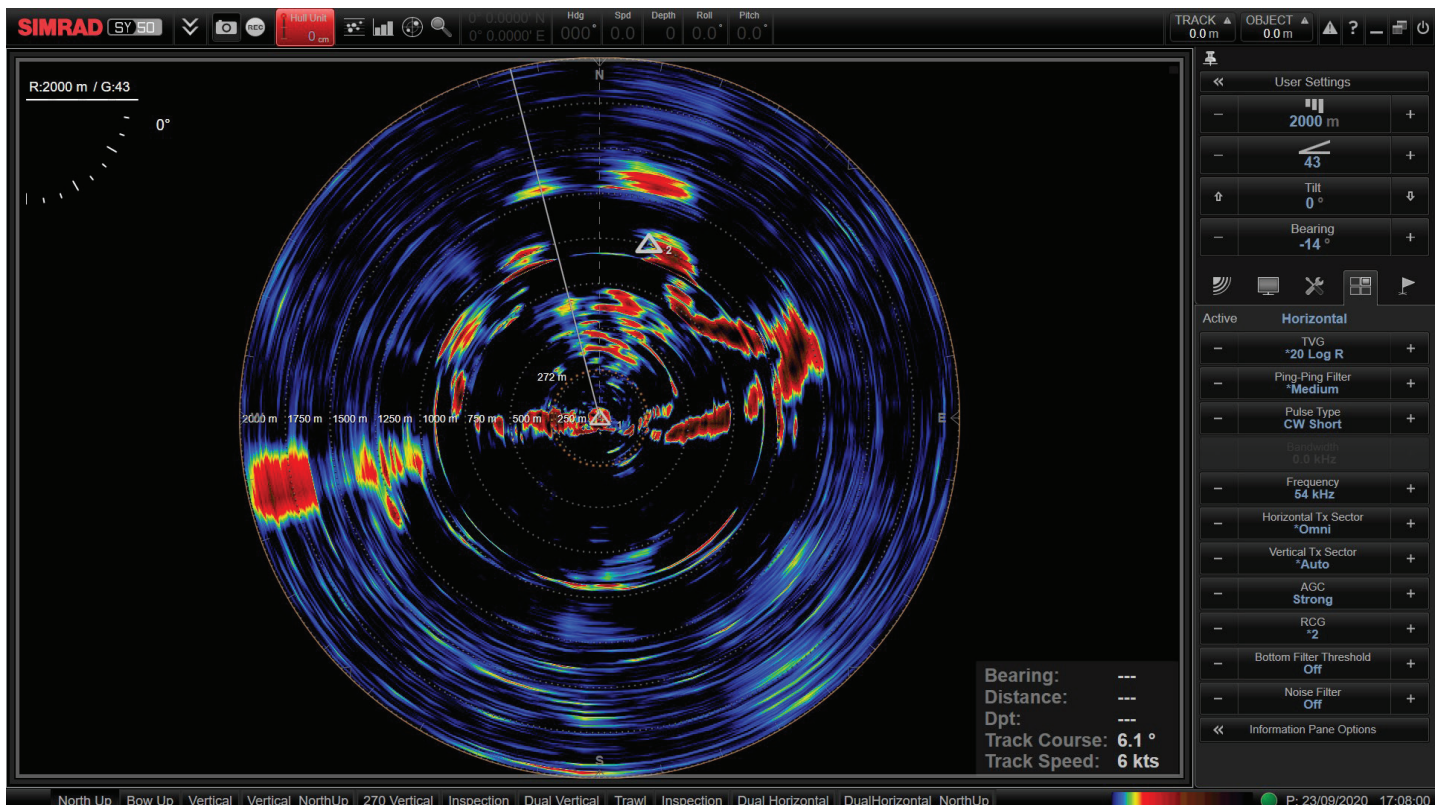 SIMRAD SY50
REC
Hull Unit
0 cm
0° 0.0000' N
0° 0.0000' E
Hdg
000°
Spd
0.0
Depth
0
Roll
0.0°
Pitch
0.0°
TRACK
0.0 m
OBJECT
0.0 m
?
R:2000 m / G:43
0°
N
2
272 m
2000 m 1750 m 1500 m 1250 m 1000 m 750 m 500 m 250 m
1
E
S
Bearing: ---
Distance: ---
Dpt: ---
Track Course: 6.1 °
Track Speed: 6 kts
User Settings
2000 m
43
Tilt
0 °
Bearing
-14 °
Active Horizontal
TVG
*20 Log R
Ping-Ping Filter
*Medium
Pulse Type
CW Short
Bandwidth
0.0 kHz
Frequency
54 kHz
Horizontal Tx Sector
*Omni
Vertical Tx Sector
*Auto
AGC
Strong
RCG
*2
Bottom Filter Threshold
Off
Noise Filter
Off
Information Pane Options
North Up Bow Up Vertical Vertical_NorthUp 270 Vertical Inspection Dual Vertical Trawl Inspection Dual Horizontal DualHorizontal_NorthUp
P: 23/09/2020 17:08:00